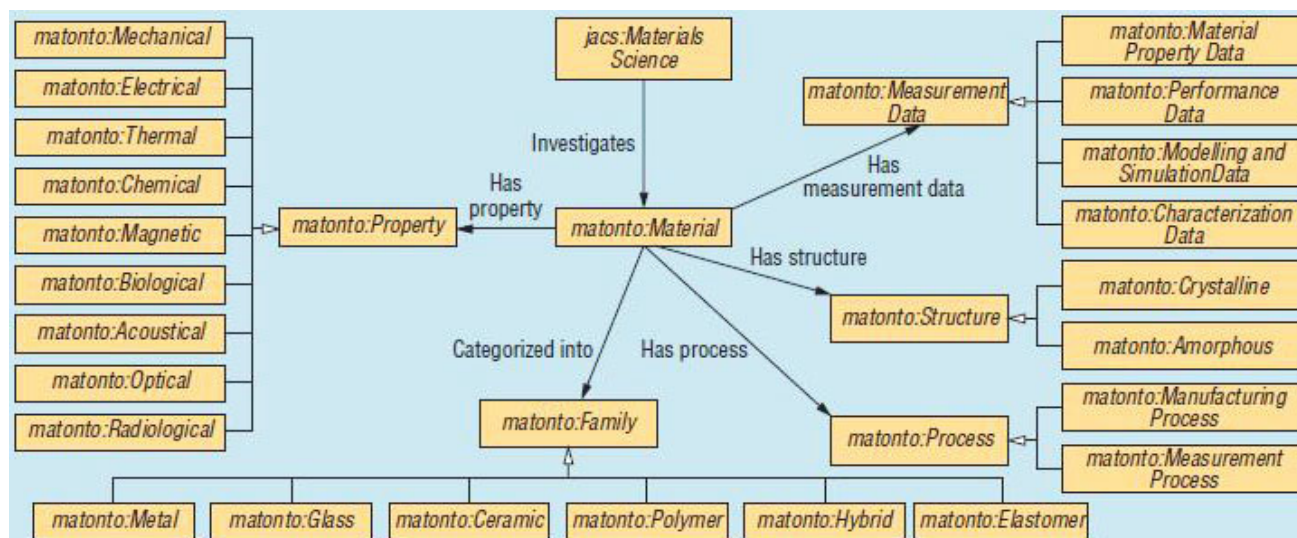 matonto:Mechanical
matonto:Electrical
matonto:Thermal
matonto:Chemical
matonto:Magnetic
matonto:Biological
matonto:Acoustical
matonto:Optical
matonto:Radiological
matonto:Property
Has
property
jacs:Materials
Science
Investigates
matonto:Material
Has
measurement data
matonto:Measurement
Data
matonto:Material
Property Data
matonto:Performance
Data
matonto:Modelling and
SimulationData
matonto:Characterization
Data
Has structure
matonto:Structure
matonto:Crystalline
matonto:Amorphous
Has process
matonto:Process
matonto:Manufacturing
Process
matonto:Measurement
Process
Categorized into
matonto:Family
matonto:Metal
matonto:Glass
matonto:Ceramic
matonto:Polymer
matonto:Hybrid
matonto:Elastomer